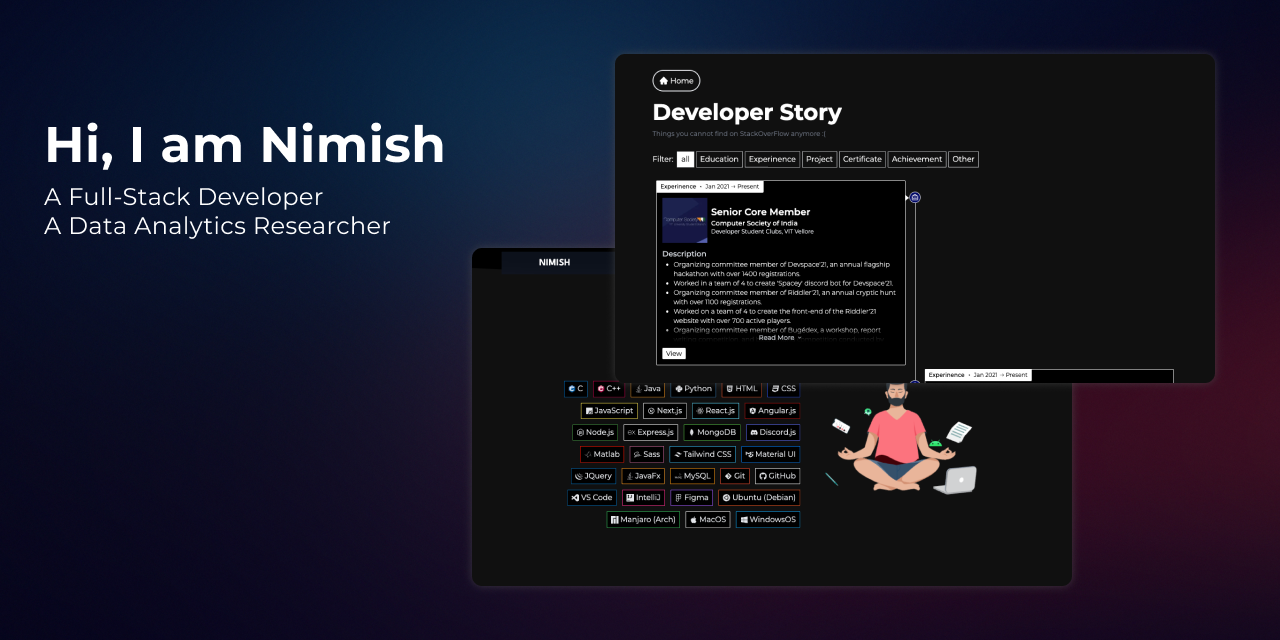 Hi, I am Nimish
A Full-Stack Developer
A Data Analytics Researcher
Home
Developer Story
Things you cannot find on StackOverFlow anymore :(
Filter: all Education Experinence Project Certificate Achievement Other
Experinence • Jan 2021 → Present
Senior Core Member
Computer Society of India
Developer Student Clubs, VIT Vellore
Description
• Organizing committee member of Devspace'21, an annual flagship
hackathon with over 1400 registrations.
• Worked in a team of 4 to create 'Spacey' discord bot for Devspace'21.
• Organizing committee member of Riddler'21, an annual cryptic hunt
with over 1100 registrations.
• Worked on a team of 4 to create the front-end of the Riddler'21
website with over 700 active players.
• Organizing committee member of Bugédex, a workshop, report
Read More
View
Experinence • Jan 2021 → Present
NIMISH
C C++ Java Python HTML CSS
JavaScript Next.js React.js Angular.js
Node.js Express.js MongoDB Discord.js
Matlab Sass Tailwind CSS Material UI
JQuery JavaFx MySQL Git GitHub
VS Code IntelliJ Figma Ubuntu (Debian)
Manjaro (Arch) MacOS WindowsOS